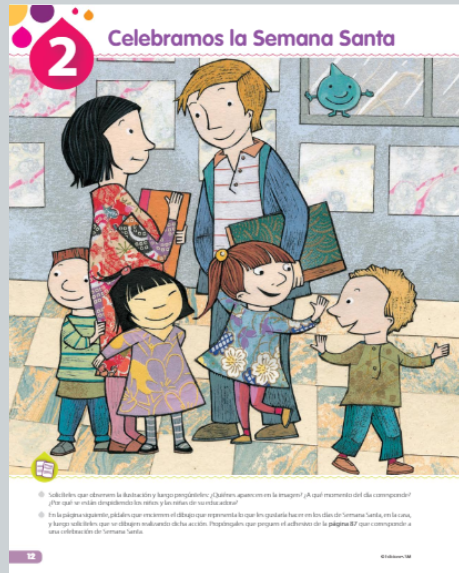 2
Celebramos la Semana Santa
Solicíteles que observen la ilustración y luego pregúnteles: ¿Quiénes aparecen en la imagen? ¿A qué momento del día corresponde?
¿Por qué se están despidiendo los niños y las niñas de su educadora?
En la página siguiente, pídales que encierren el dibujo que representa lo que les gustaría hacer en los días de Semana Santa, en la casa,
y luego solicíteles que se dibujen realizando dicha acción. Propóngales que peguen el adhesivo de la página 87 que corresponde a
una celebración de Semana Santa.
12
© Ediciones SM